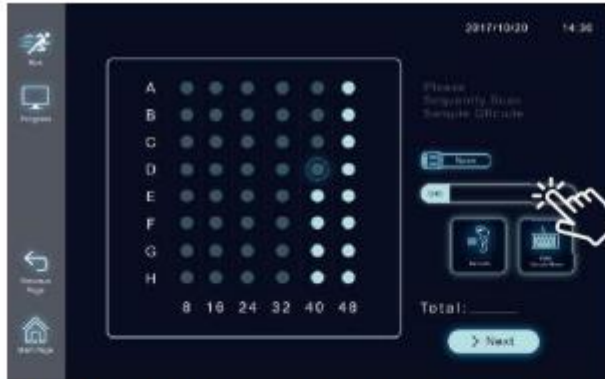 2017/10/20 14:36
Run
Program
Please
Sequently Scan
Sample QRcode
A
B
C
D
E
F
G
H
8 16 24 32 40 48
Previous
Page
Main Page
Total:
> Next